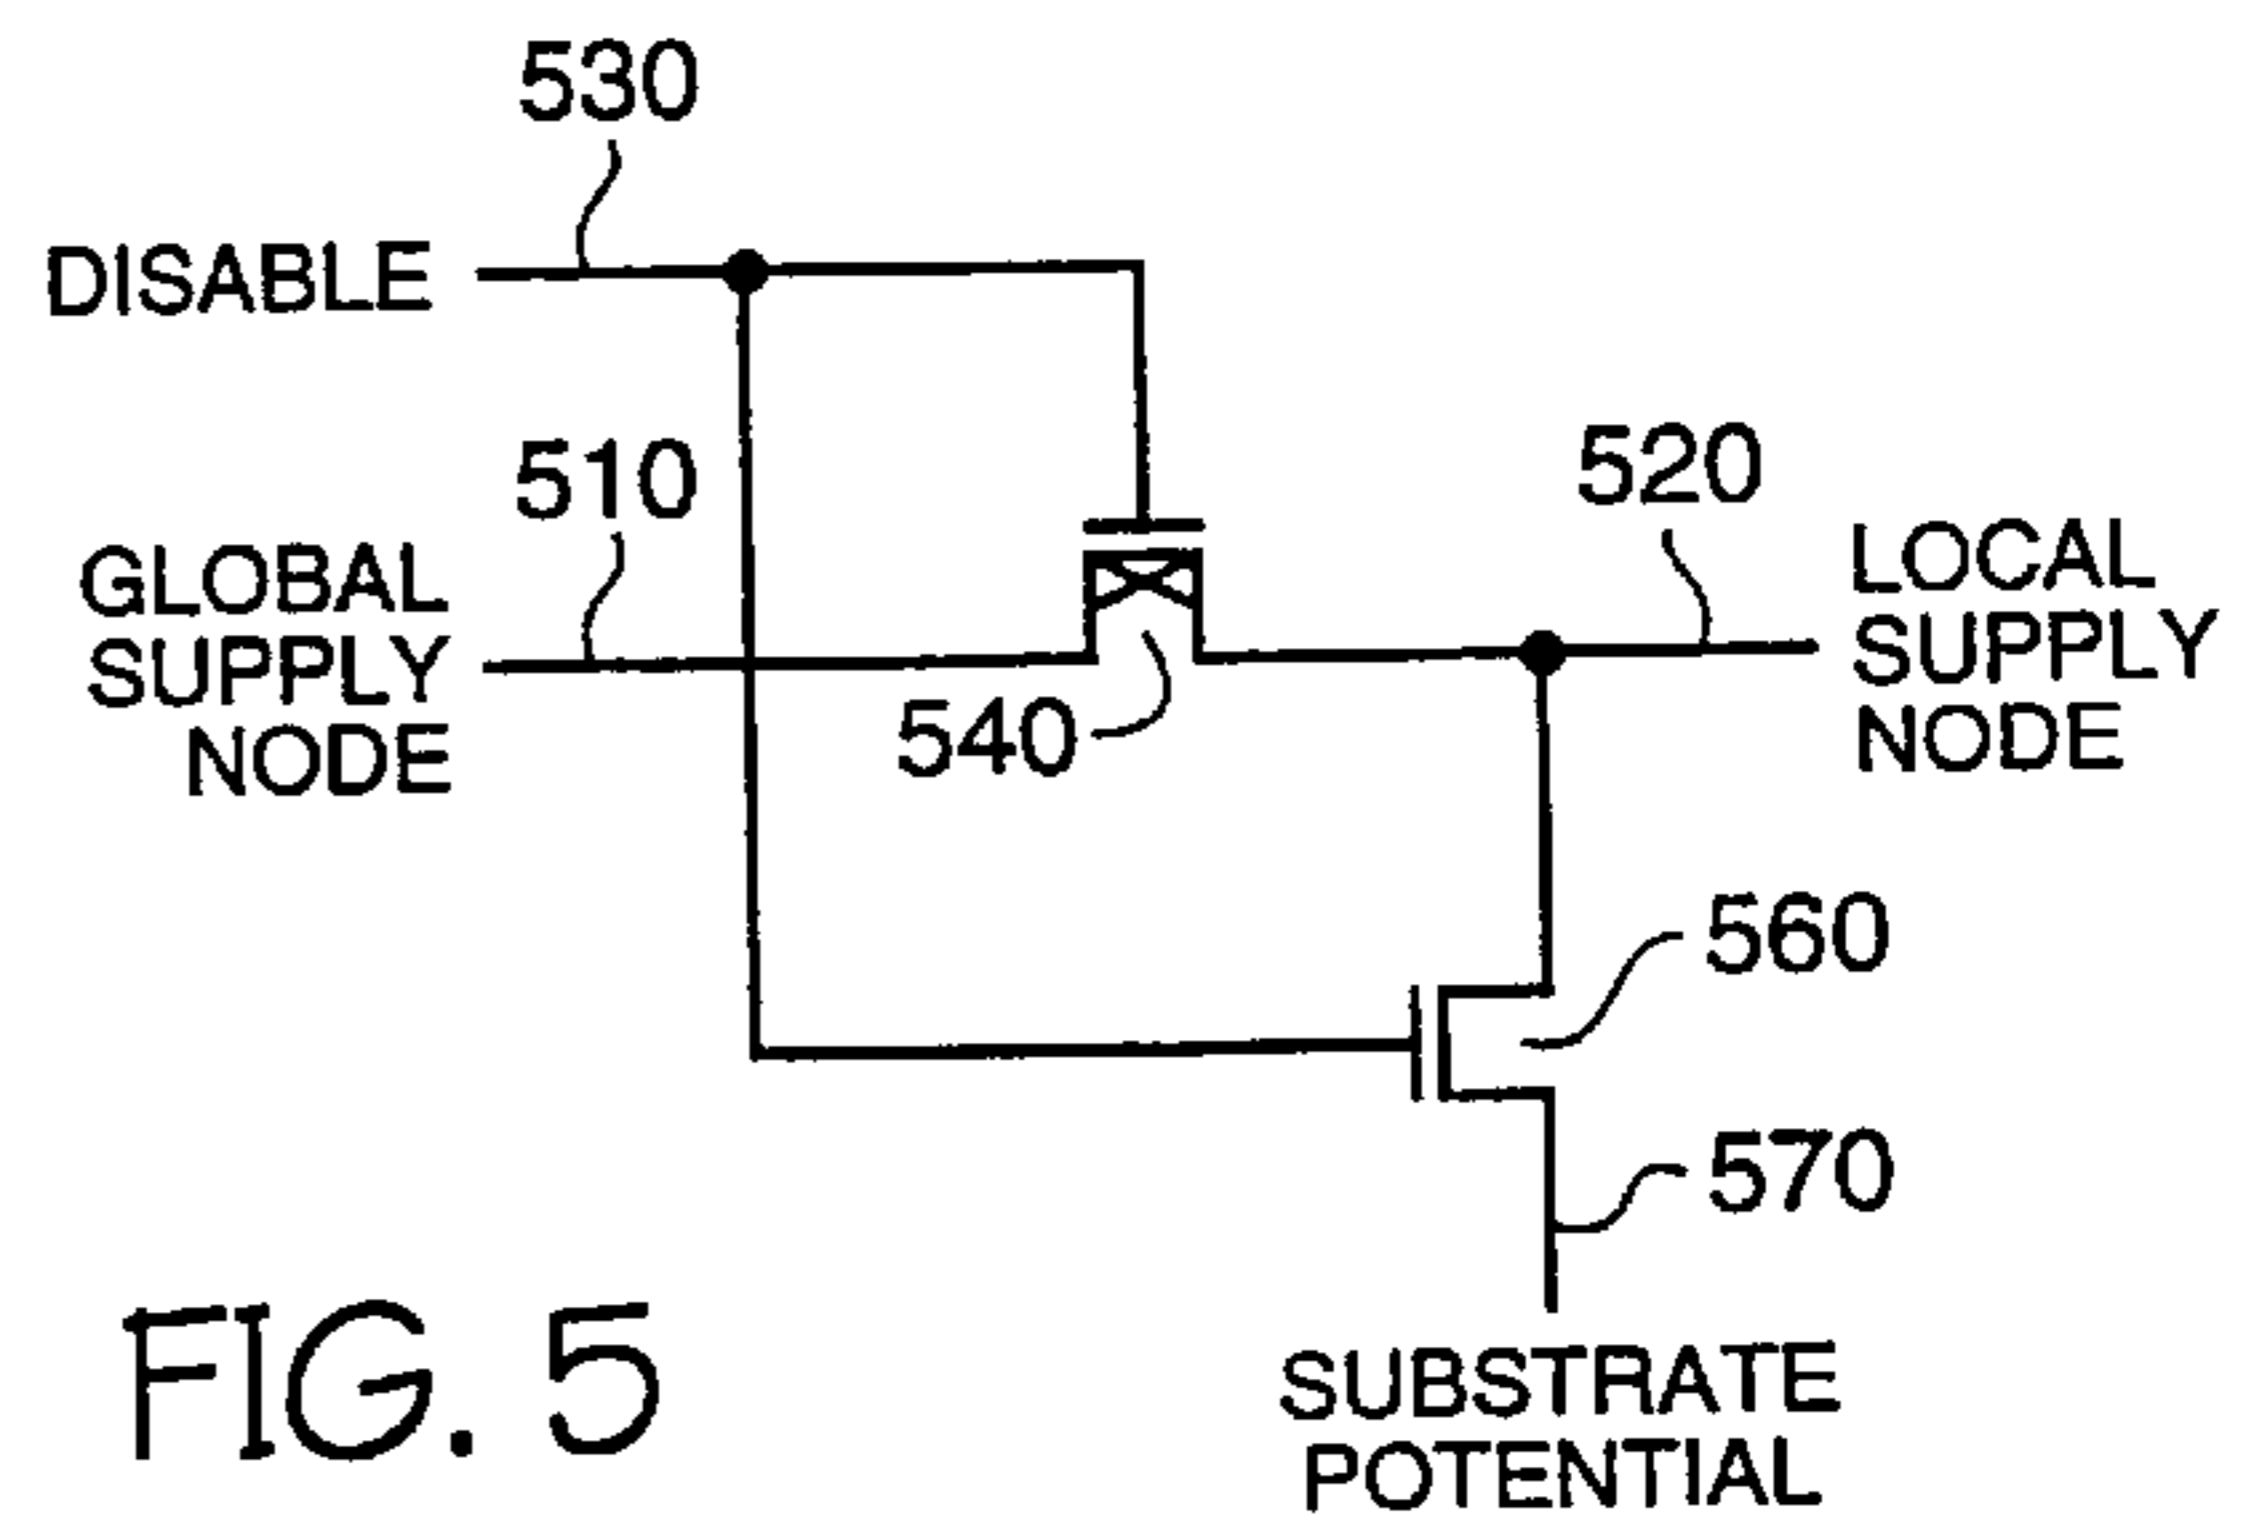 530
DISABLE
510
GLOBAL
SUPPLY
NODE
520
LOCAL
SUPPLY
NODE
540
560
570
SUBSTRATE
POTENTIAL
FIG. 5